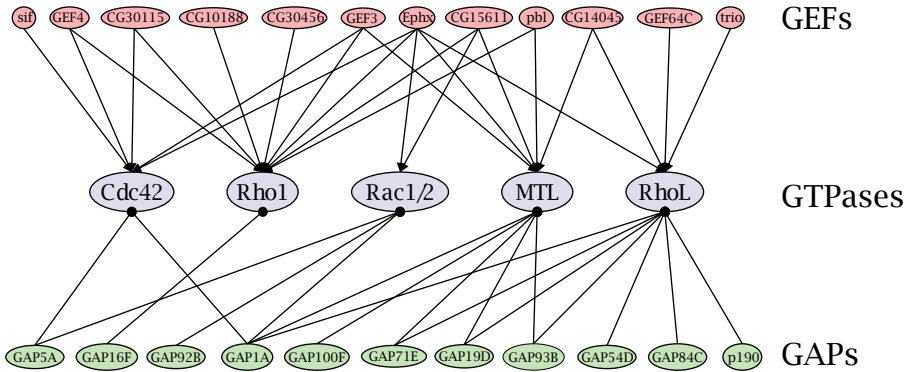 sif GEF4 CG30115 CG10188 CG30456 GEF3 Ephx CG15611 pbl CG14045 GEF64C trio GEFs
Cdc42 Rho1 Rac1/2 MTL RhoL GTPases
GAP5A GAP16F GAP92B GAP1A GAP100F GAP71E GAP19D GAP93B GAP54D GAP84C p190 GAPs